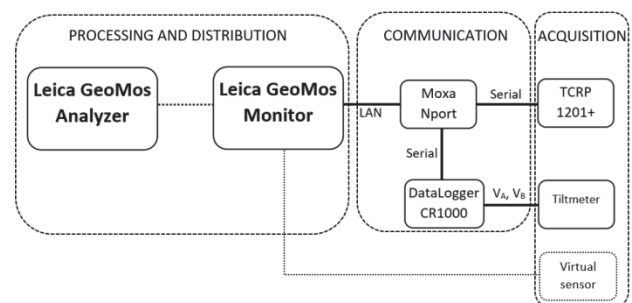 PROCESSING AND DISTRIBUTION
COMMUNICATION
ACQUISITION
Leica GeoMos
Analyzer
Leica GeoMos
Monitor
LAN
Moxa
Nport
Serial
TCRP
1201+
Serial
DataLogger
CR1000
VA, VB
Tiltmeter
Virtual
sensor